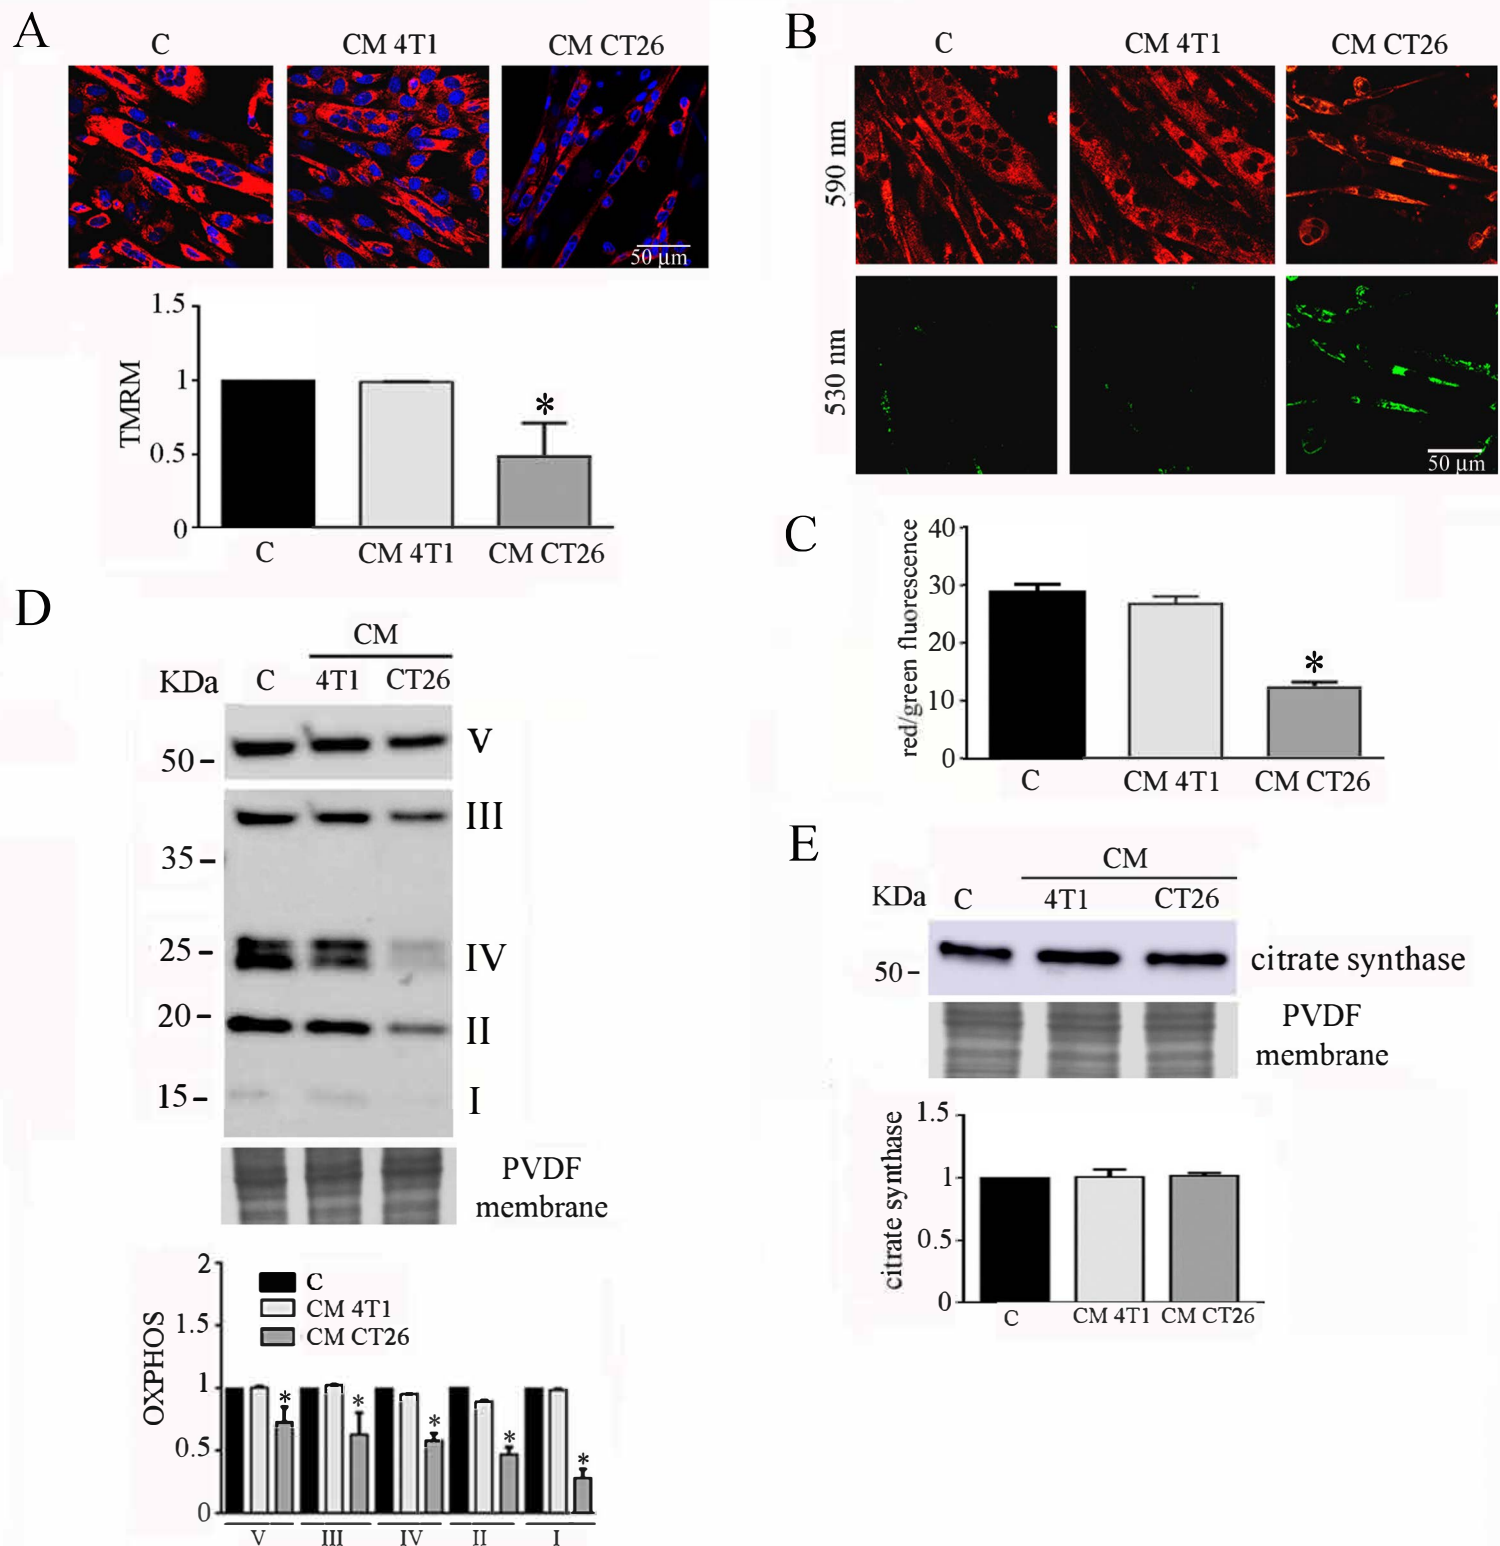 A
C
CM 4T1
CM CT26
50 µm
1.5
1
0.5
0
TMRM
*
C
CM 4T1
CM CT26
B
C
CM 4T1
CM CT26
590 nm
530 nm
50 µm
C
40
30
20
10
0
red/green fluorescence
*
C
CM 4T1
CM CT26
D
CM
KDa
C
4T1
CT26
50 –
V
III
35 –
25 –
IV
20 –
II
15 –
I
PVDF
membrane
2
1.5
1
0.5
0
OXPHOS
C
CM 4T1
CM CT26
* * * * *
V III IV II I
E
CM
KDa
C
4T1
CT26
50 –
citrate synthase
PVDF
membrane
1.5
1
0.5
0
citrate synthase
C
CM 4T1
CM CT26